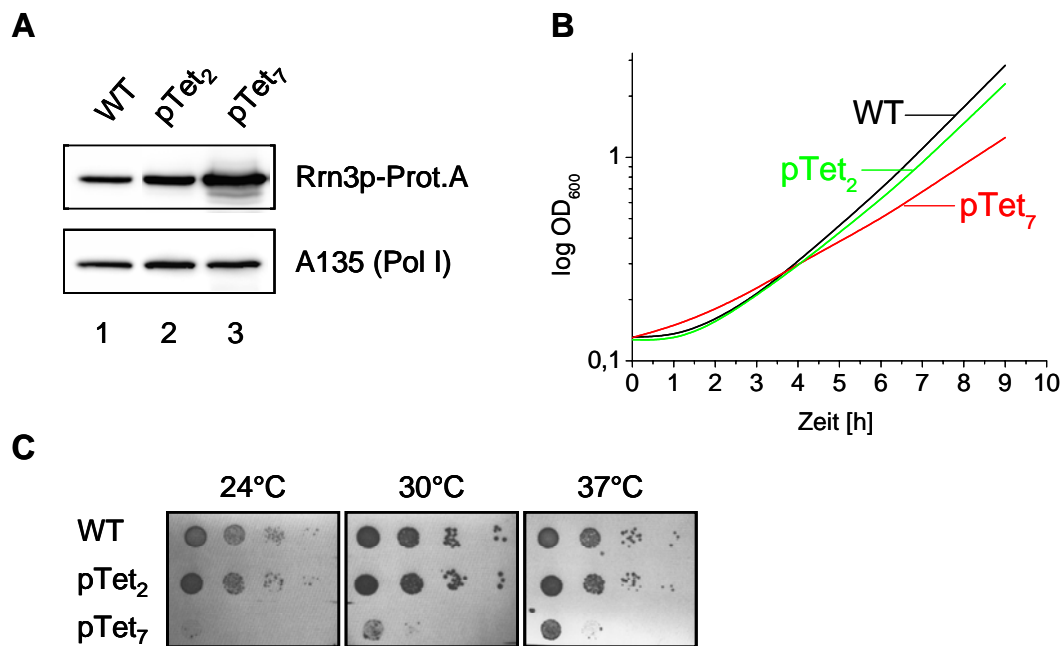 A
WT pTet2 pTet7
Rrn3p-Prot.A
A135 (Pol I)
1 2 3
B
log OD600
1
0,1
WT
pTet2
pTet7
0 1 2 3 4 5 6 7 8 9 10
Zeit [h]
C
24°C 30°C 37°C
WT
pTet2
pTet7